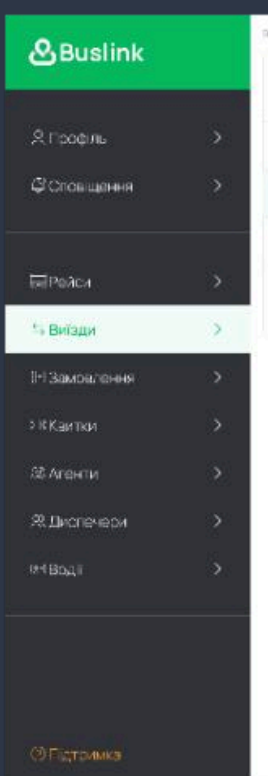 Buslink
Профіль
Сповіщення
Рейси
Виїзди
Замовлення
Квитки
Агенти
Диспечери
Водії
Підтримка